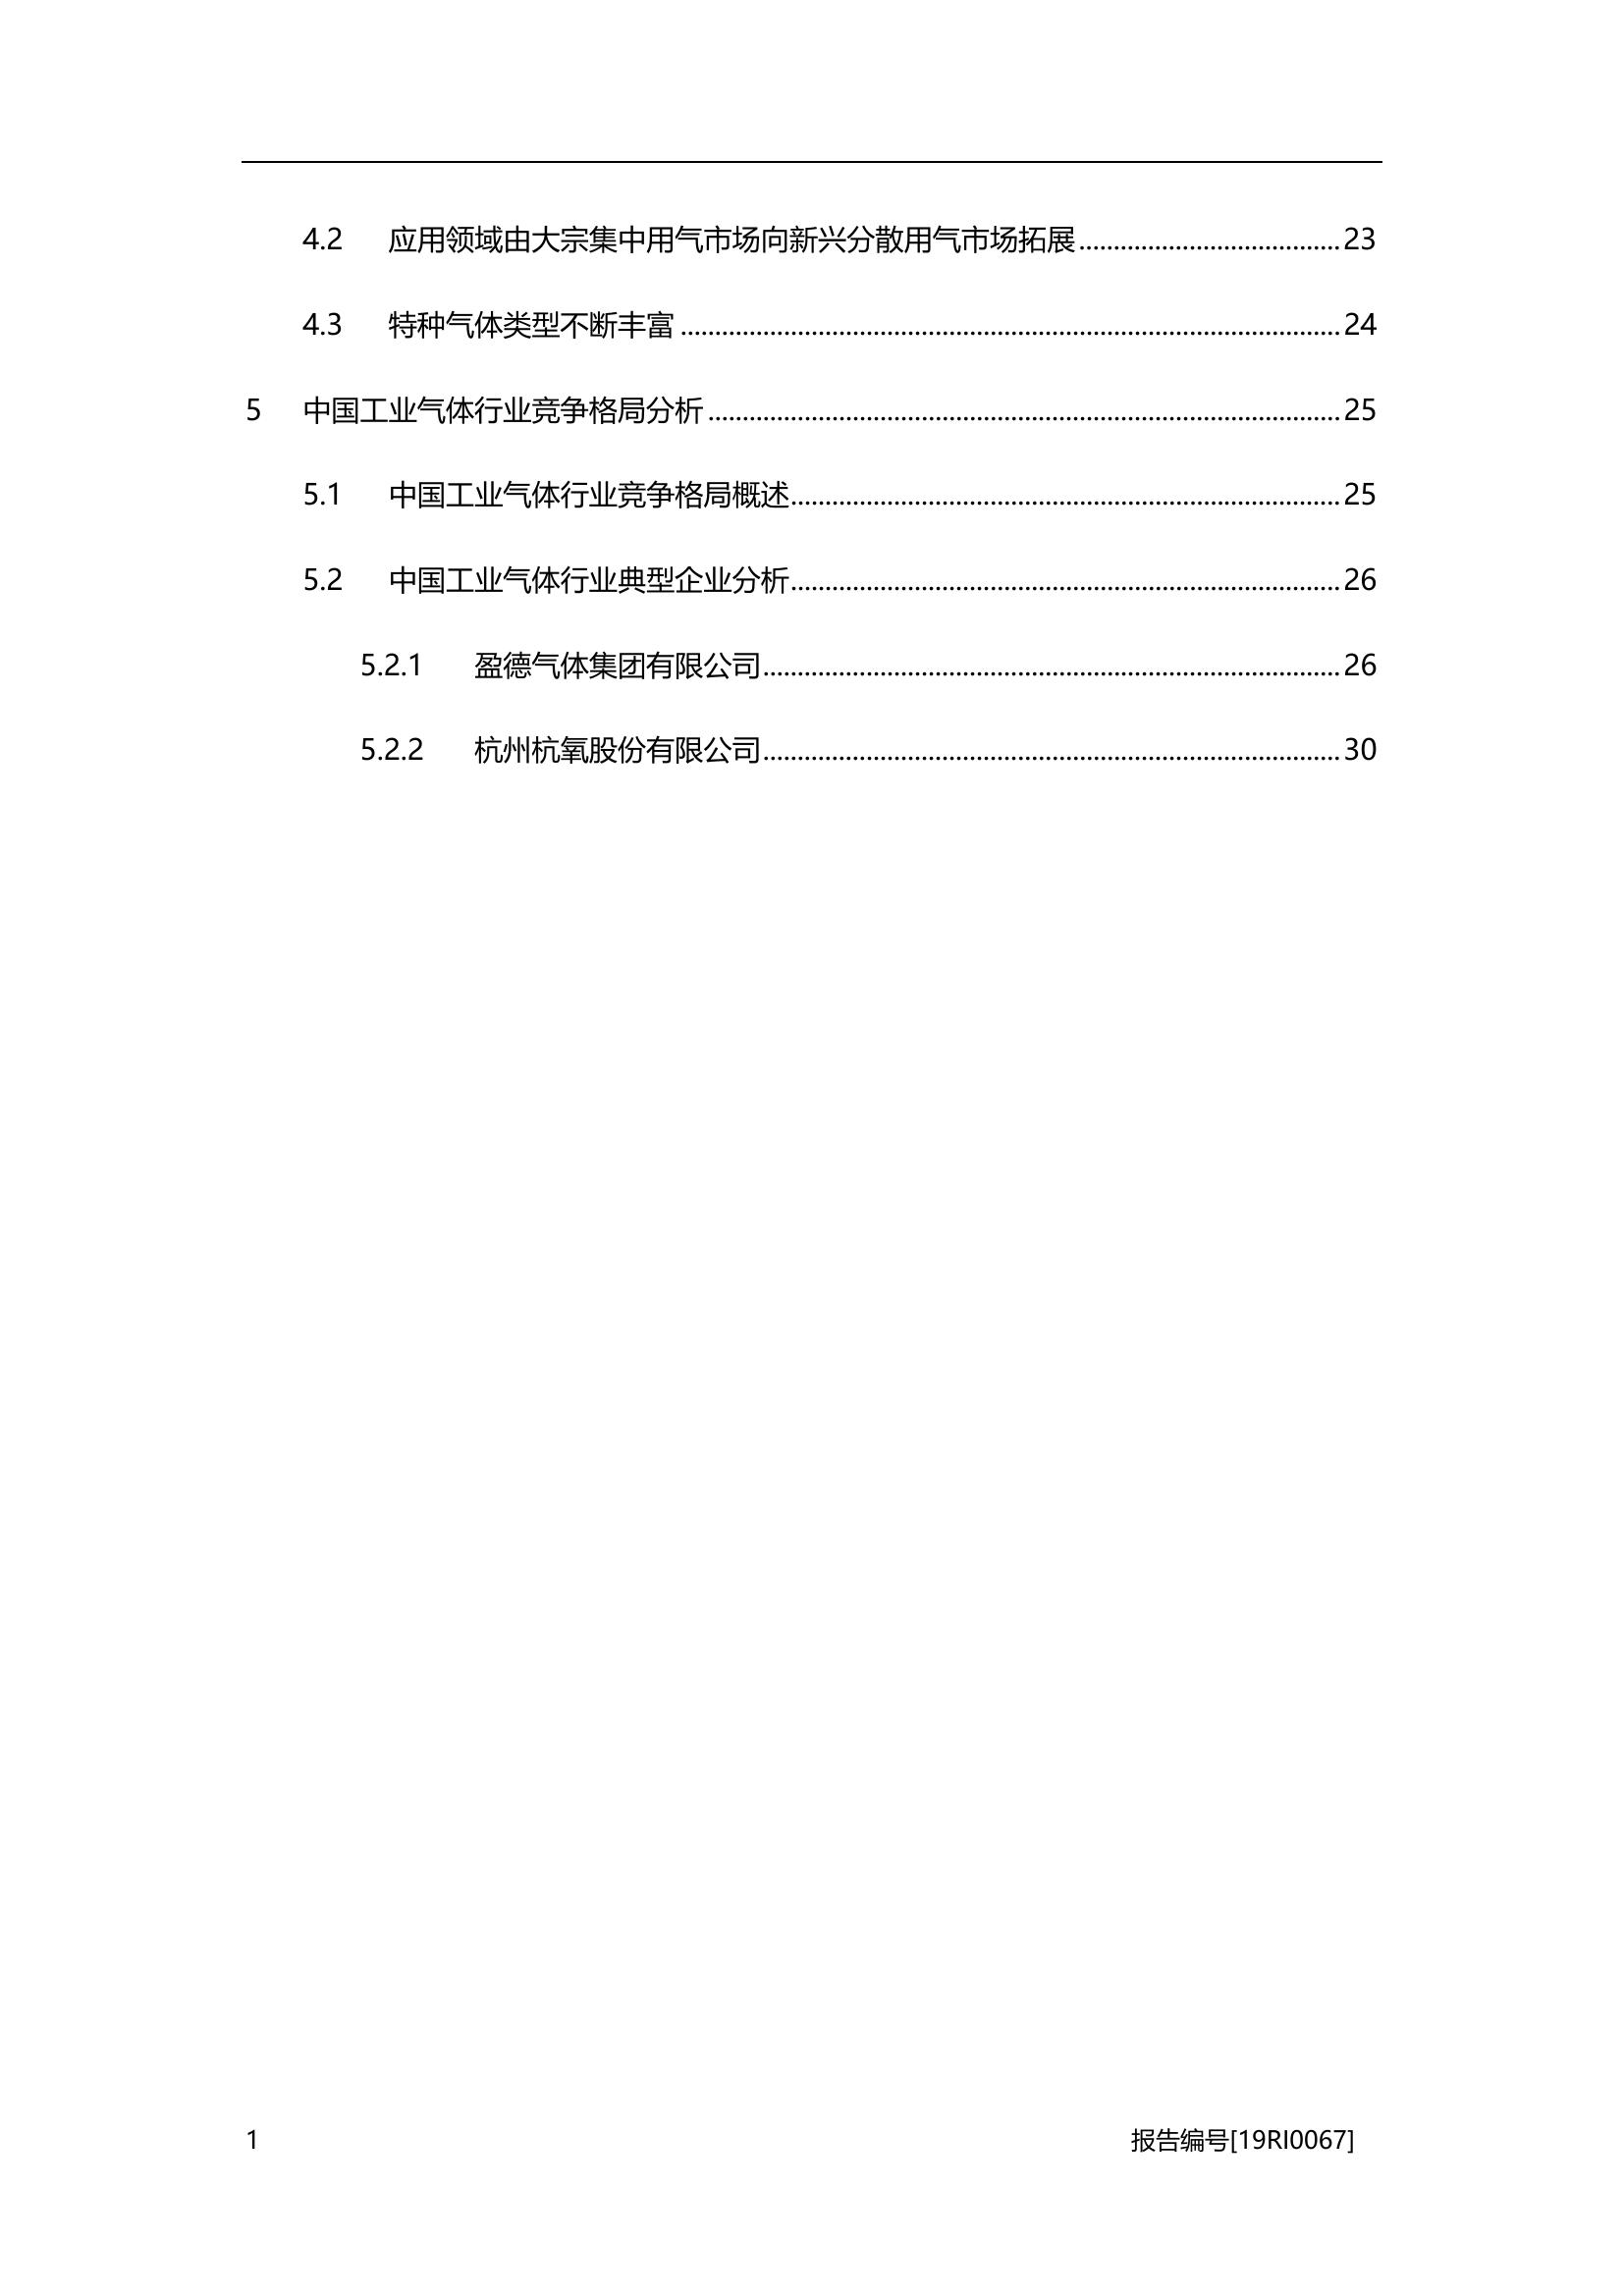 4.2 应用领域由大宗集中用气市场向新兴分散用气市场拓展 23
4.3 特种气体类型不断丰富 24
5 中国工业气体行业竞争格局分析 25
5.1 中国工业气体行业竞争格局概述 25
5.2 中国工业气体行业典型企业分析 26
5.2.1 盈德气体集团有限公司 26
5.2.2 杭州杭氧股份有限公司 30
1 报告编号[19RI0067]